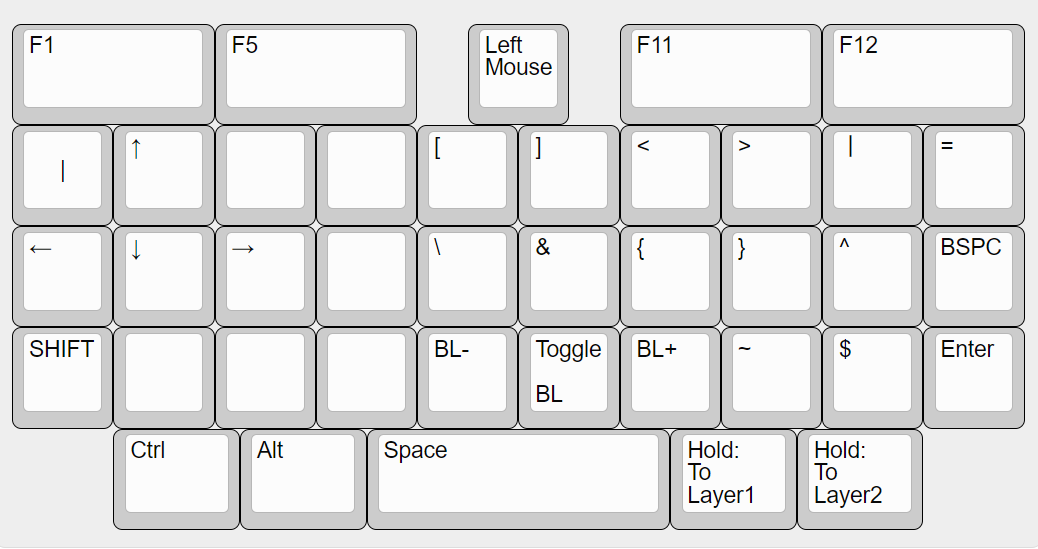 F1
F5
Left
Mouse
F11
F12
|
↑
[
]
<
>
|
=
←
↓
→
\
&
{
}
^
BSPC
SHIFT
BL-
Toggle
BL
BL+
~
$
Enter
Ctrl
Alt
Space
Hold:
To
Layer1
Hold:
To
Layer2